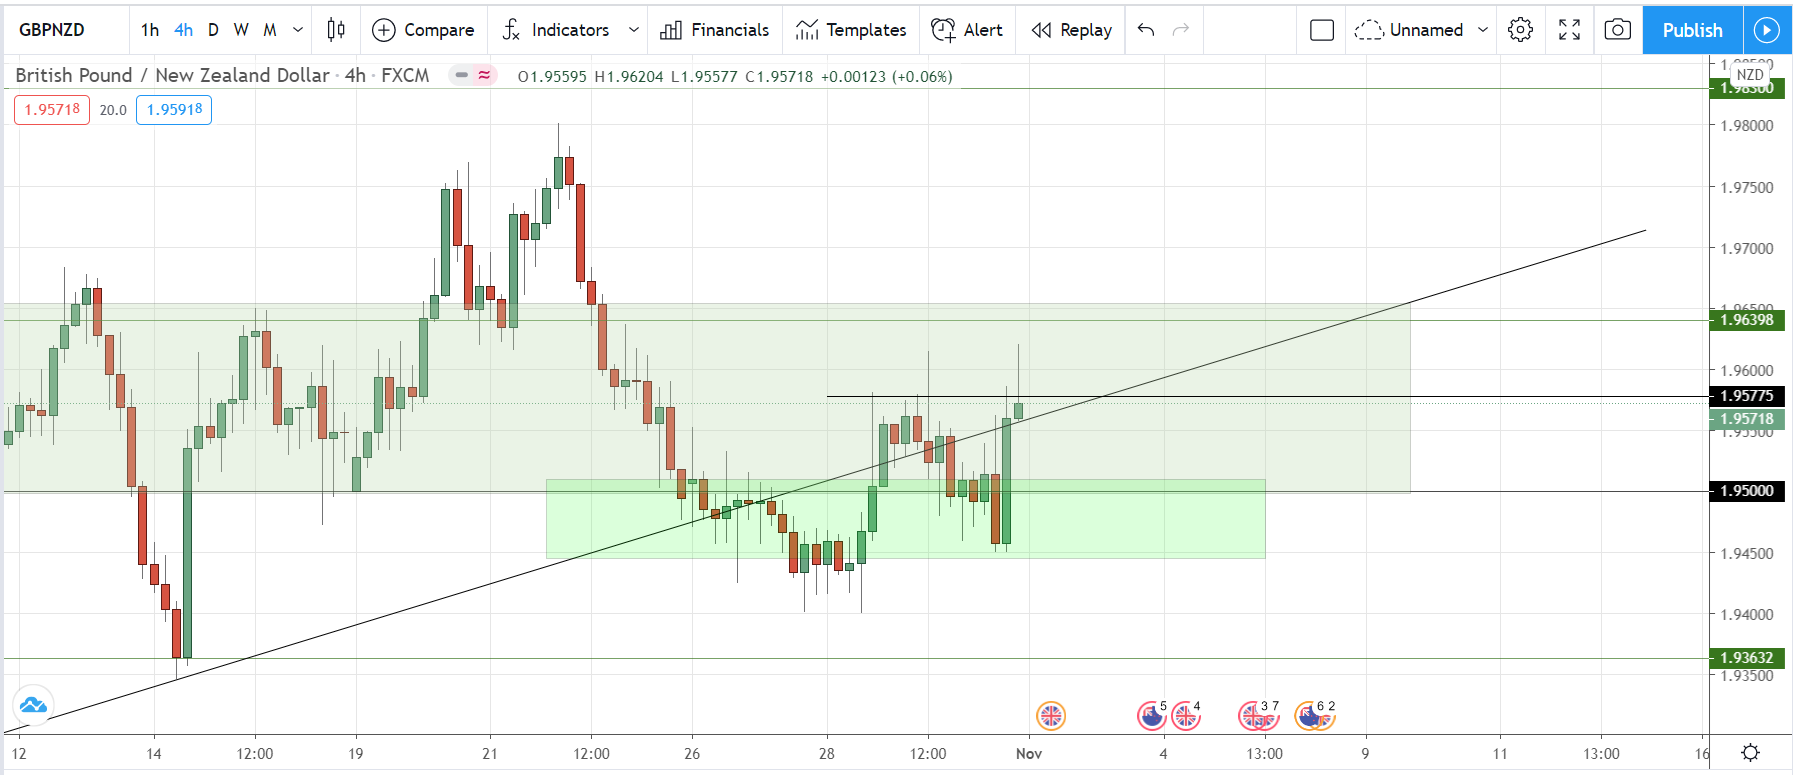 GBPNZD 1h 4h D W M Compare Indicators Financials Templates Alert Replay Unnamed Publish
British Pound / New Zealand Dollar · 4h · FXCM O1.95595 H1.96204 L1.95577 C1.95718 +0.00123 (+0.06%)
NZD
1.98300
1.95718 20.0 1.95918
1.98000
1.97500
1.97000
1.96500
1.96398
1.96000
1.95775
1.95718
1.95500
1.95000
1.94500
1.94000
1.93632
1.93500
5 4 3 7 6 2
12 14 12:00 19 21 12:00 26 28 12:00 Nov 4 13:00 9 11 13:00 16